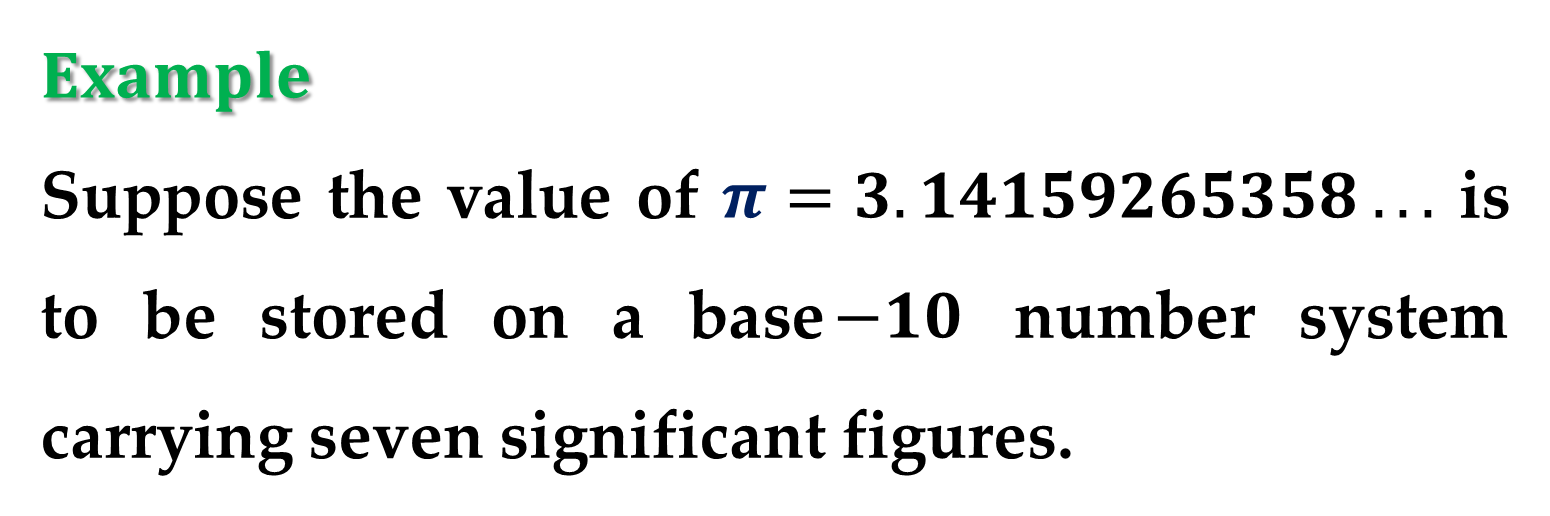 Example
Suppose the value of π = 3.14159265358 … is
to be stored on a base −10 number system
carrying seven significant figures.